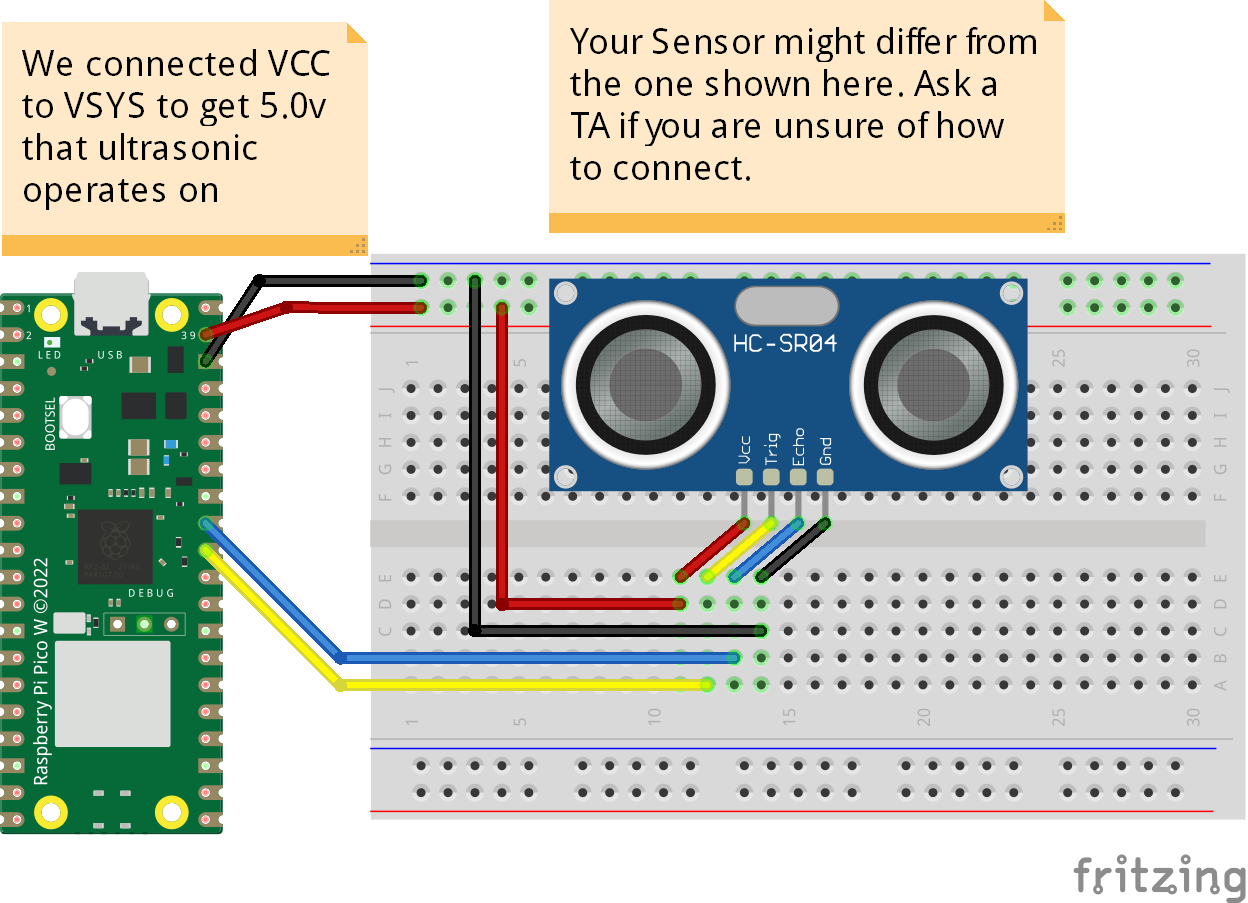 We connected VCC
to VSYS to get 5.0v
that ultrasonic
operates on
Your Sensor might differ from
the one shown here. Ask a
TA if you are unsure of how
to connect.
1
2
39
LED
USB
BOOTSEL
DEBUG
Raspberry Pi Pico W ©2022
HC-SR04
Vcc
Trig
Echo
Gnd
1
5
25
30
J
I
H
G
F
J
I
H
G
F
E
D
C
B
A
E
D
C
B
A
1
5
10
15
20
25
30
fritzing